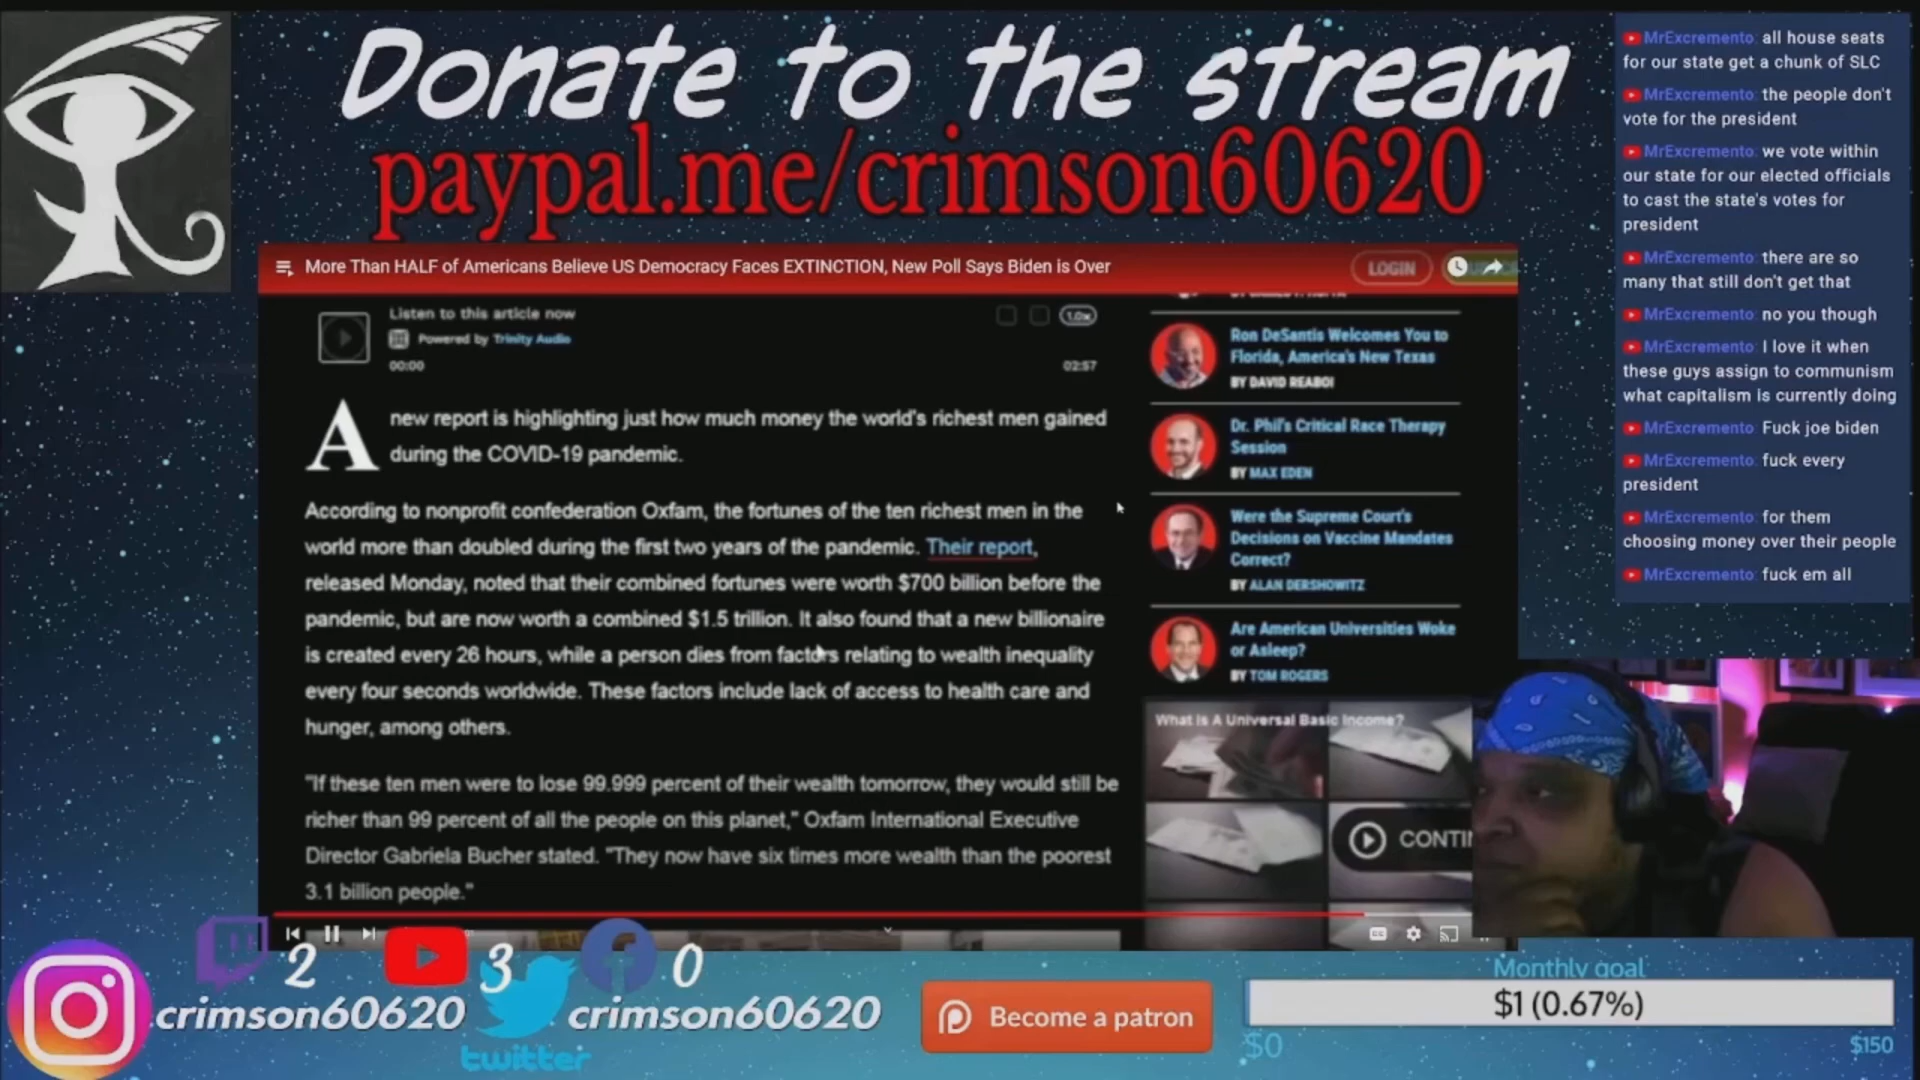 Donate to the stream
paypal.me/crimson60620
More Than HALF of Americans Believe US Democracy Faces EXTINCTION, New Poll Says Biden is Over
LOGIN
Listen to this article now
1.0x
Powered by Trinity Audio
00:00
02:57
A new report is highlighting just how much money the world's richest men gained
during the COVID-19 pandemic.
According to nonprofit confederation Oxfam, the fortunes of the ten richest men in the
world more than doubled during the first two years of the pandemic. Their report,
released Monday, noted that their combined fortunes were worth $700 billion before the
pandemic, but are now worth a combined $1.5 trillion. It also found that a new billionaire
is created every 26 hours, while a person dies from factors relating to wealth inequality
every four seconds worldwide. These factors include lack of access to health care and
hunger, among others.
"If these ten men were to lose 99.999 percent of their wealth tomorrow, they would still be
richer than 99 percent of all the people on this planet," Oxfam International Executive
Director Gabriela Bucher stated. "They now have six times more wealth than the poorest
3.1 billion people."
Ron DeSantis Welcomes You to
Florida, America's New Texas
BY DAVID REABOI
Dr. Phil's Critical Race Therapy
Session
BY MAX EDEN
Were the Supreme Court's
Decisions on Vaccine Mandates
Correct?
BY ALAN DERSHOWITZ
Are American Universities Woke
or Asleep?
BY TOM ROGERS
What Is A Universal Basic Income?
CONTI
MrExcremento: all house seats
for our state get a chunk of SLC
MrExcremento: the people don't
vote for the president
MrExcremento: we vote within
our state for our elected officials
to cast the state's votes for
president
MrExcremento: there are so
many that still don't get that
MrExcremento: no you though
MrExcremento: I love it when
these guys assign to communism
what capitalism is currently doing
MrExcremento: Fuck joe biden
MrExcremento: fuck every
president
MrExcremento: for them
choosing money over their people
MrExcremento: fuck em all
2
3
0
crimson60620
crimson60620
twitter
Become a patron
Monthly goal
$1 (0.67%)
$0
$150